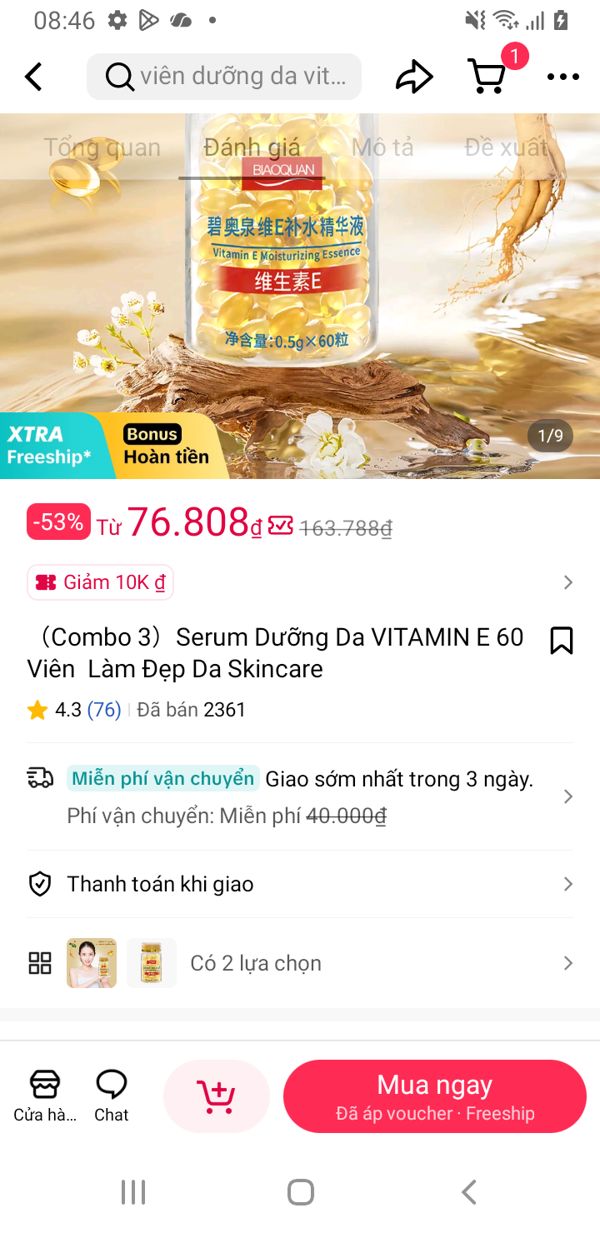 08:46
viên dưỡng da vit...
1
Tổng quan
Đánh giá
Mô tả
Đề xuất
BIAOQUAN
碧奥泉维E补水精华液
Vitamin E Moisturizing Essence
维生素E
净含量:0.5g×60粒
XTRA
Freeship*
Bonus
Hoàn tiền
1/9
-53% Từ 76.808đ 163.788đ
Giảm 10K đ
（Combo 3）Serum Dưỡng Da VITAMIN E 60
Viên Làm Đẹp Da Skincare
4.3 (76) Đã bán 2361
Miễn phí vận chuyển Giao sớm nhất trong 3 ngày.
Phí vận chuyển: Miễn phí 40.000đ
Thanh toán khi giao
Có 2 lựa chọn
Cửa hà...
Chat
Mua ngay
Đã áp voucher · Freeship